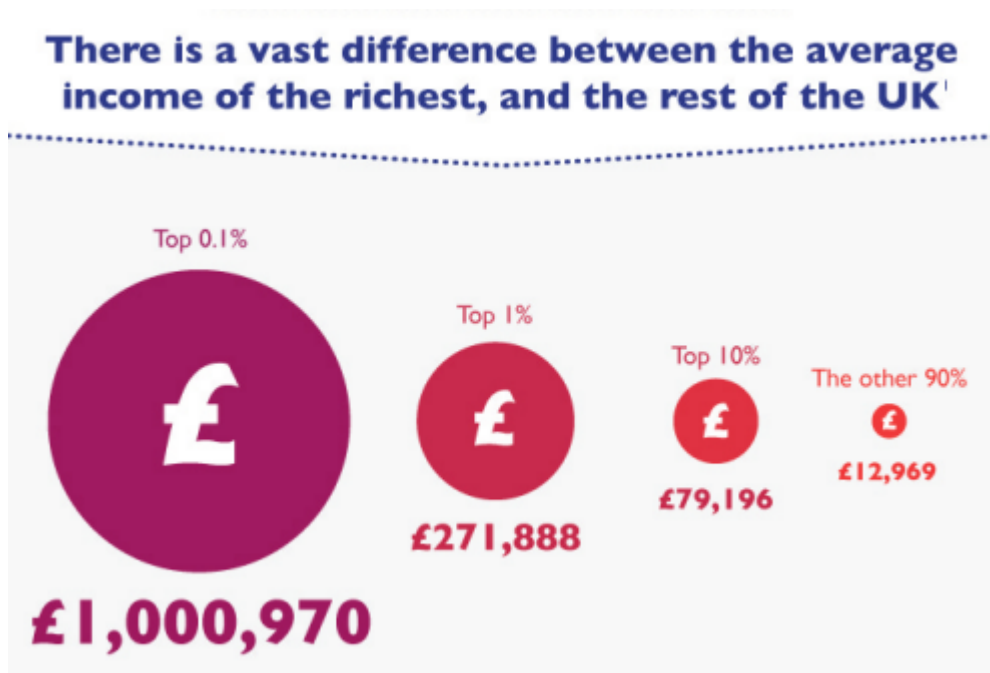 There is a vast difference between the average
income of the richest, and the rest of the UK¹
Top 0.1%
£
£1,000,970
Top 1%
£
£271,888
Top 10%
£
£79,196
The other 90%
£
£12,969